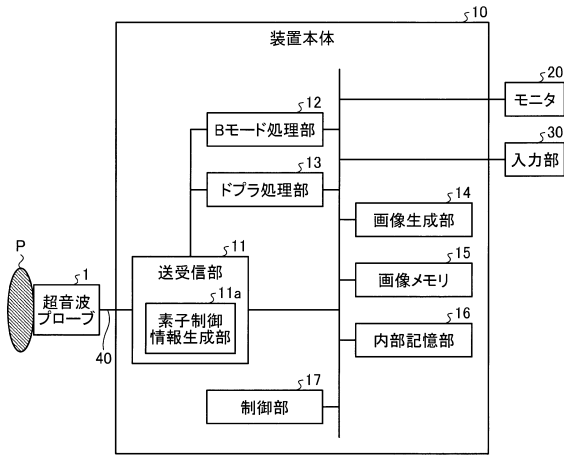 10
装置本体
20
モニタ
12
Bモード処理部
30
入力部
13
ドプラ処理部
14
画像生成部
P
1
超音波
プローブ
11
送受信部
11a
素子制御
情報生成部
15
画像メモリ
40
16
内部記憶部
17
制御部